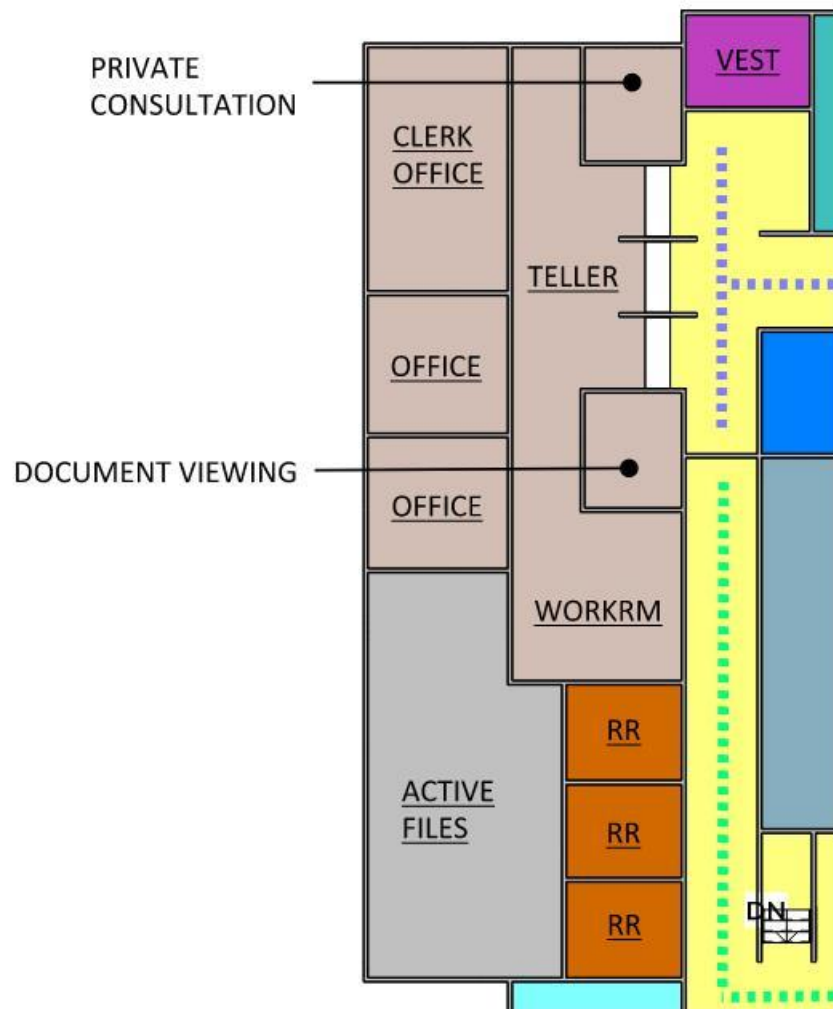 PRIVATE
CONSULTATION
VEST
CLERK
OFFICE
TELLER
OFFICE
DOCUMENT VIEWING
OFFICE
WORKRM
RR
ACTIVE
FILES
RR
RR
DN